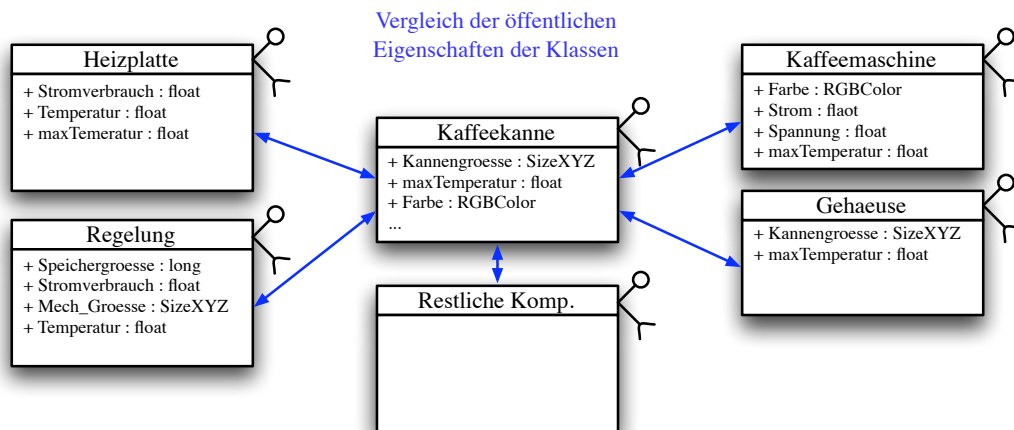 Vergleich der öffentlichen
Eigenschaften der Klassen
Heizplatte
+ Stromverbrauch : float
+ Temperatur : float
+ maxTemeratur : float
Regelung
+ Speichergroesse : long
+ Stromverbrauch : float
+ Mech_Groesse : SizeXYZ
+ Temperatur : float
Kaffeekanne
+ Kannengroesse : SizeXYZ
+ maxTemperatur : float
+ Farbe : RGBColor
...
Restliche Komp.
Kaffeemaschine
+ Farbe : RGBColor
+ Strom : flaot
+ Spannung : float
+ maxTemperatur : float
Gehaeuse
+ Kannengroesse : SizeXYZ
+ maxTemperatur : float